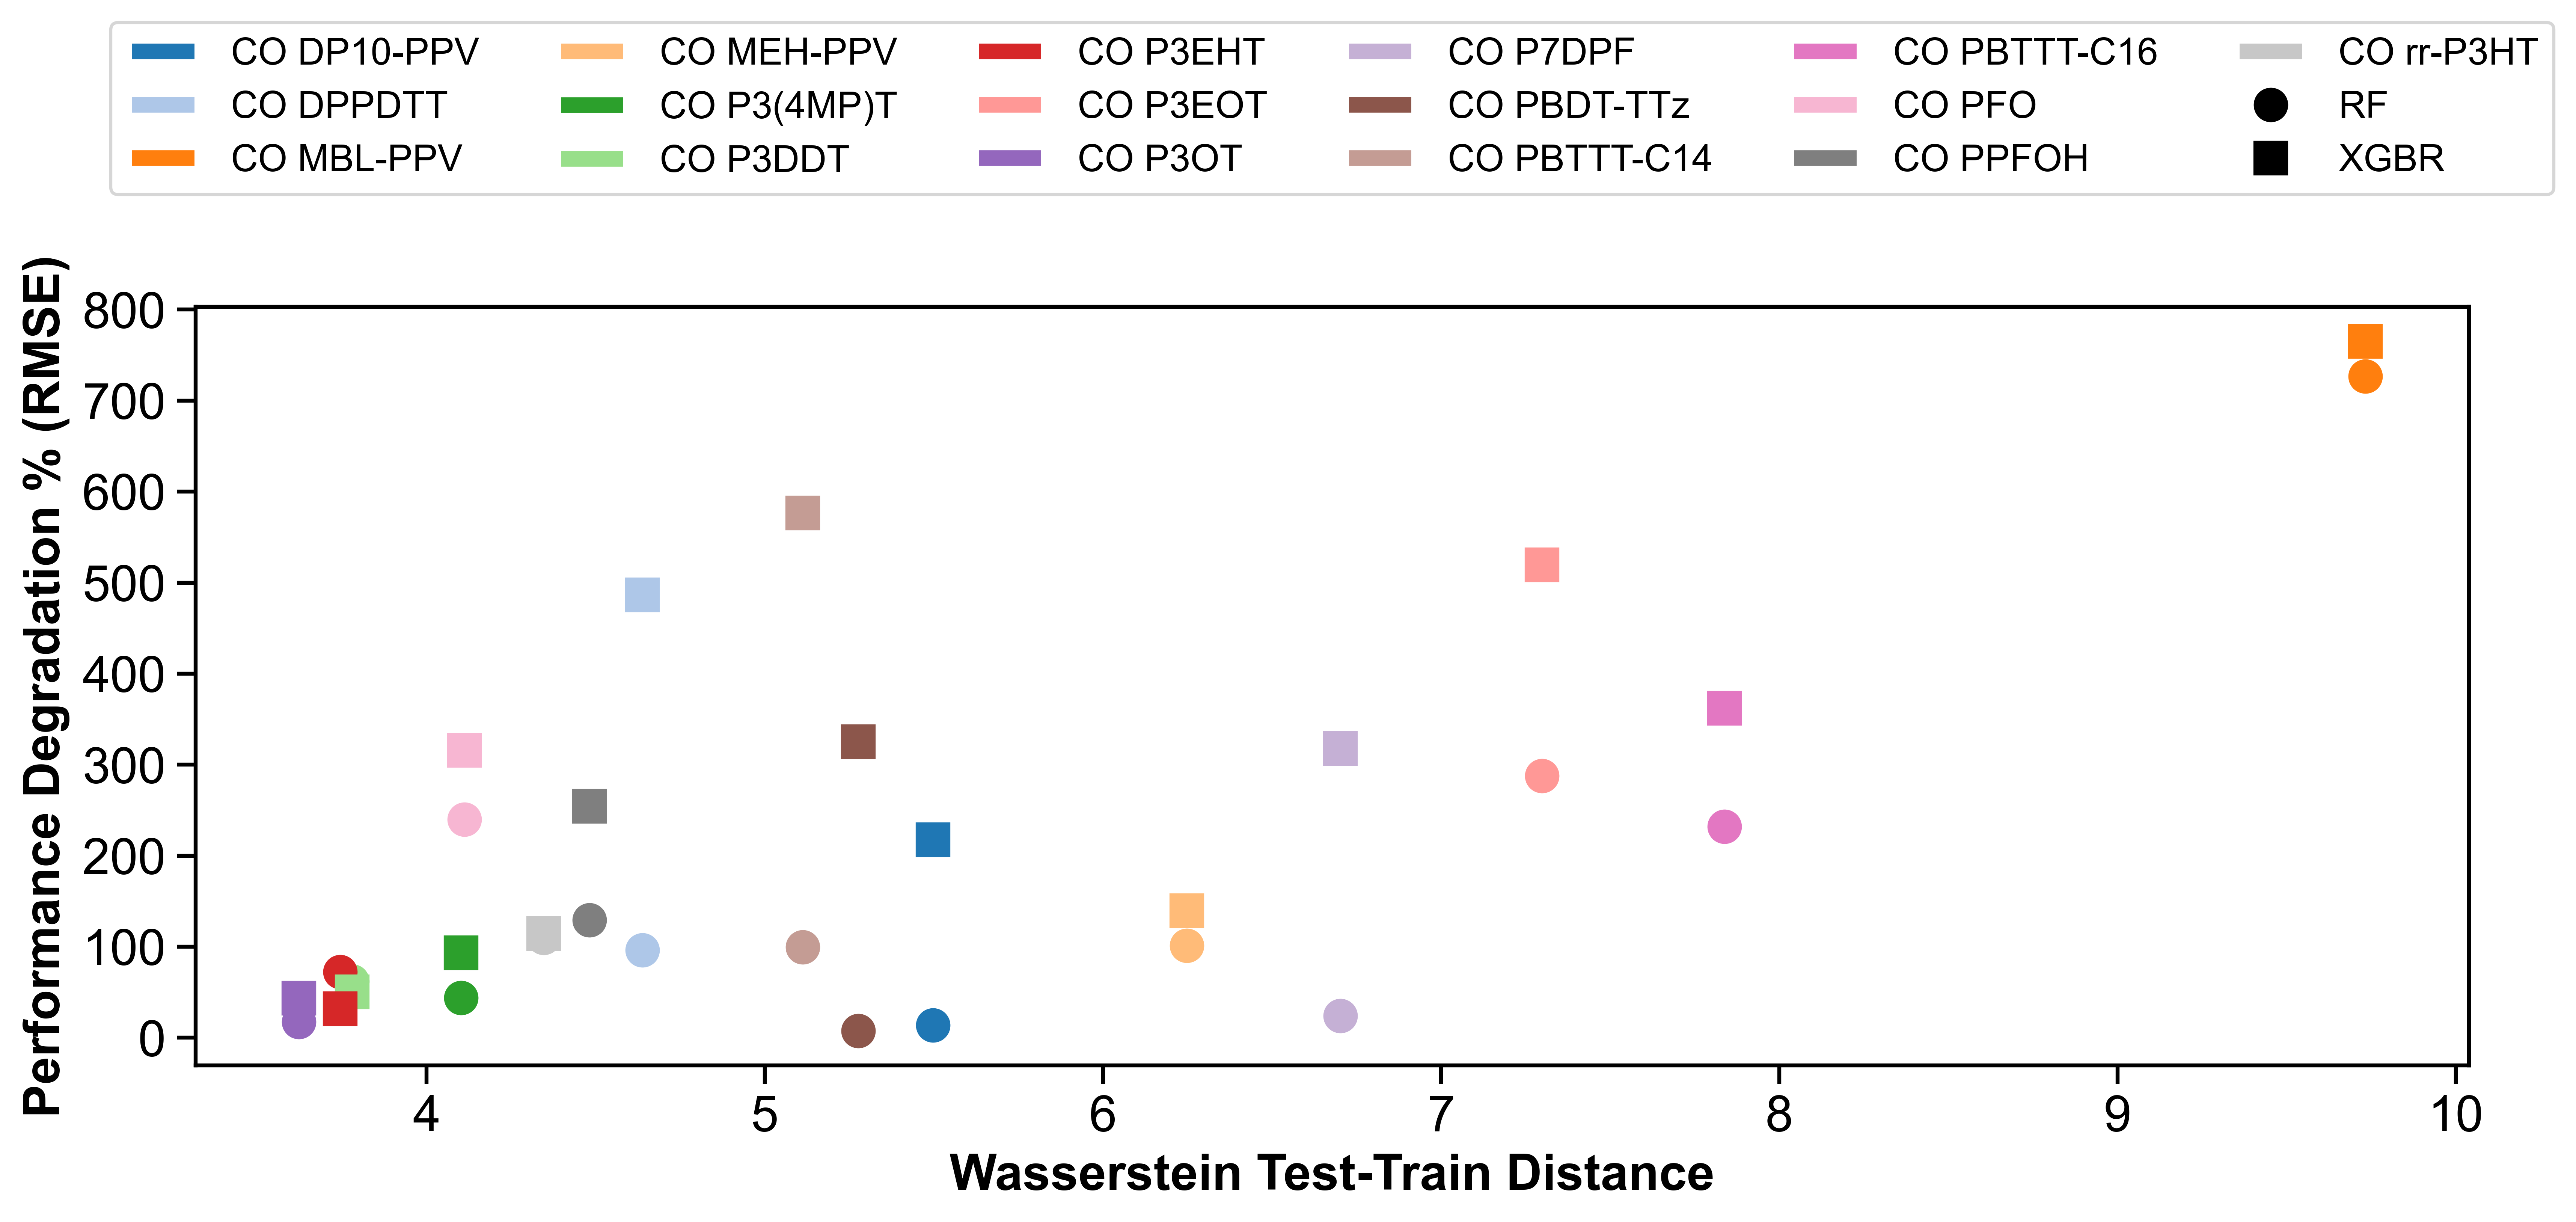 CO DP10-PPV CO MEH-PPV CO P3EHT CO P7DPF CO PBTTT-C16 CO rr-P3HT
CO DPPDTT CO P3(4MP)T CO P3EOT CO PBDT-TTz CO PFO RF
CO MBL-PPV CO P3DDT CO P3OT CO PBTTT-C14 CO PPFOH XGBR
Performance Degradation % (RMSE)
800
700
600
500
400
300
200
100
0
4 5 6 7 8 9 10
Wasserstein Test-Train Distance